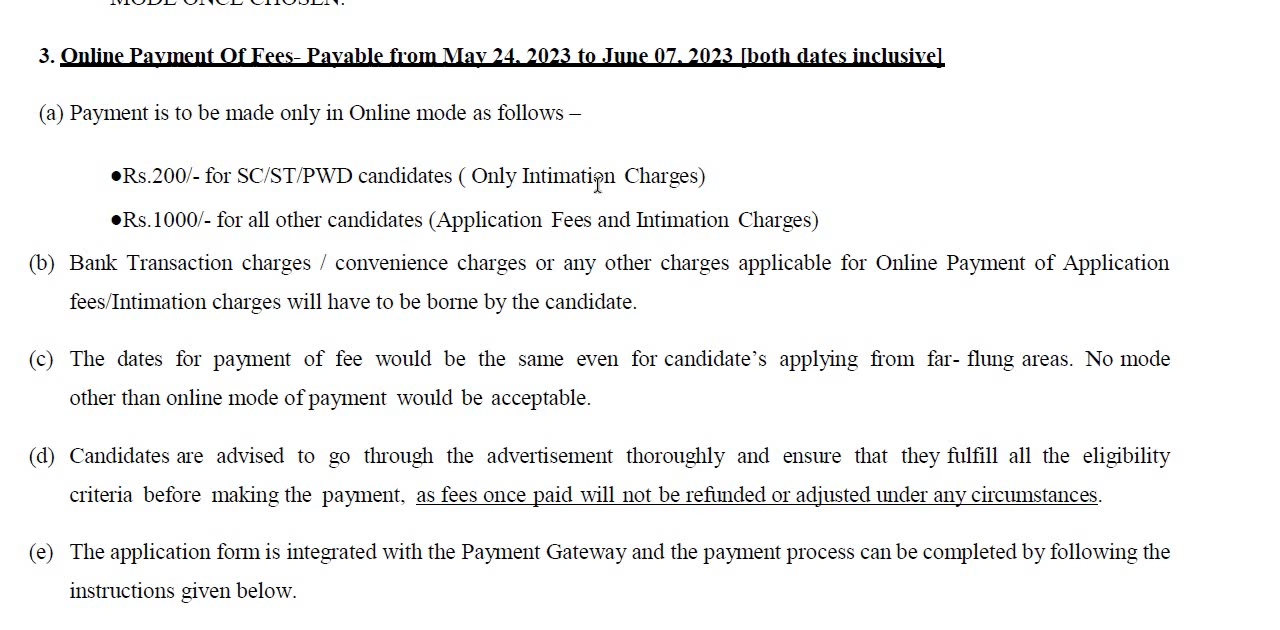 MODE ONCE CHOSEN.
3. Online Payment Of Fees- Payable from May 24, 2023 to June 07, 2023 [both dates inclusive]
(a) Payment is to be made only in Online mode as follows –
●Rs.200/- for SC/ST/PWD candidates ( Only Intimation Charges)
●Rs.1000/- for all other candidates (Application Fees and Intimation Charges)
(b) Bank Transaction charges / convenience charges or any other charges applicable for Online Payment of Application
fees/Intimation charges will have to be borne by the candidate.
(c) The dates for payment of fee would be the same even for candidate’s applying from far- flung areas. No mode
other than online mode of payment would be acceptable.
(d) Candidates are advised to go through the advertisement thoroughly and ensure that they fulfill all the eligibility
criteria before making the payment, as fees once paid will not be refunded or adjusted under any circumstances.
(e) The application form is integrated with the Payment Gateway and the payment process can be completed by following the
instructions given below.